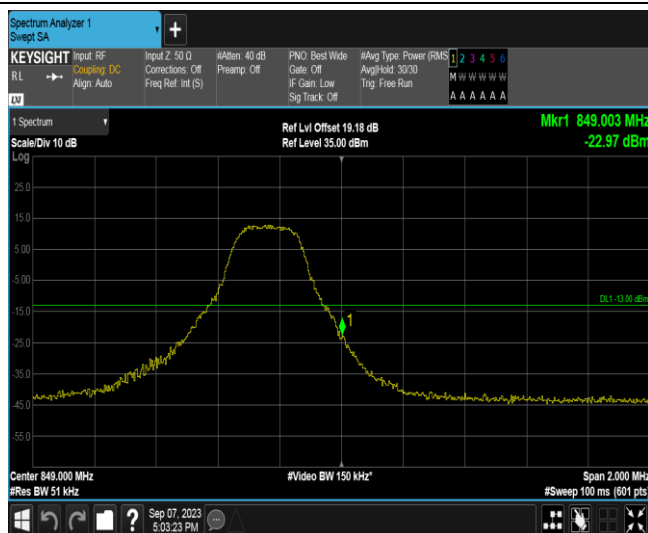 Spectrum Analyzer 1
Swept SA
+
KEYSIGHT
RL
LXI
Input: RF
Coupling: DC
Align: Auto
Input Z: 50 Ω
Corrections: Off
Freq Ref: Int (S)
#Atten: 40 dB
Preamp: Off
PNO: Best Wide
Gate: Off
IF Gain: Low
Sig Track: Off
#Avg Type: Power (RMS
Avg|Hold: 30/30
Trig: Free Run
1 2 3 4 5 6
M W W W W W
A A A A A A
1 Spectrum
Scale/Div 10 dB
Ref Lvl Offset 19.18 dB
Ref Level 35.00 dBm
Mkr1 849.003 MHz
-22.97 dBm
Log
25.0
15.0
5.00
-5.00
-15.0
-25.0
-35.0
-45.0
-55.0
DL1 -13.00 dBm
1
Center 849.000 MHz
#Res BW 51 kHz
#Video BW 150 kHz*
Span 2.000 MHz
#Sweep 100 ms (601 pts)
?
Sep 07, 2023
5:03:23 PM